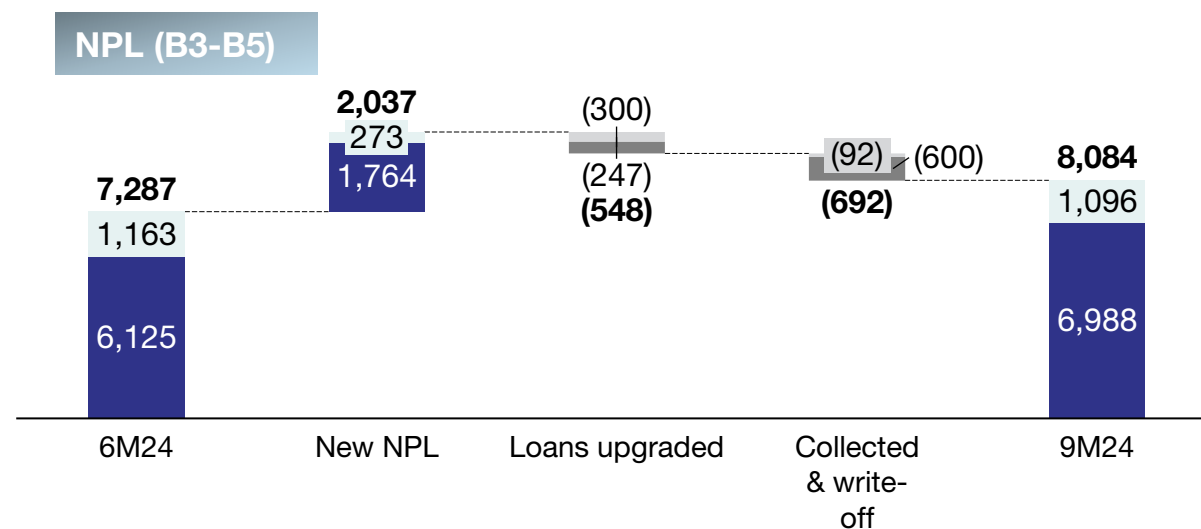 NPL (B3-B5)
7,287
1,163
6,125
2,037
273
1,764
(300)
(247)
(548)
(92)
(600)
(692)
8,084
1,096
6,988
6M24
New NPL
Loans upgraded
Collected
& write-
off
9M24